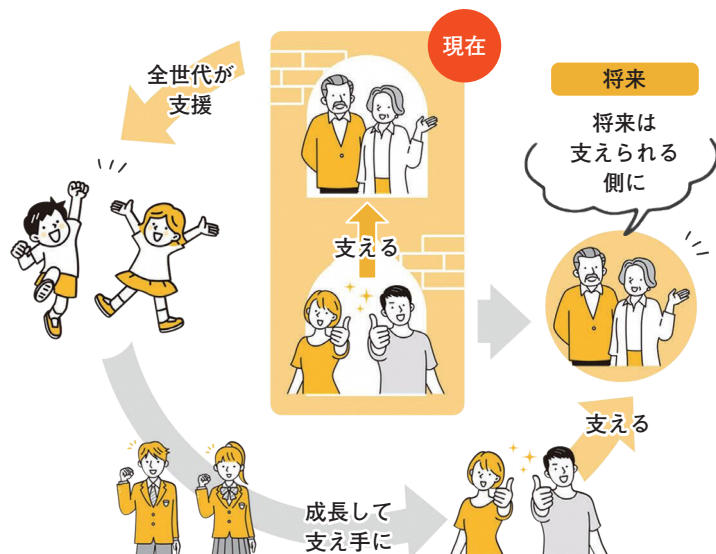 現在
全世代が
支援
支える
将来
将来は
支えられる
側に
支える
成長して
支え手に